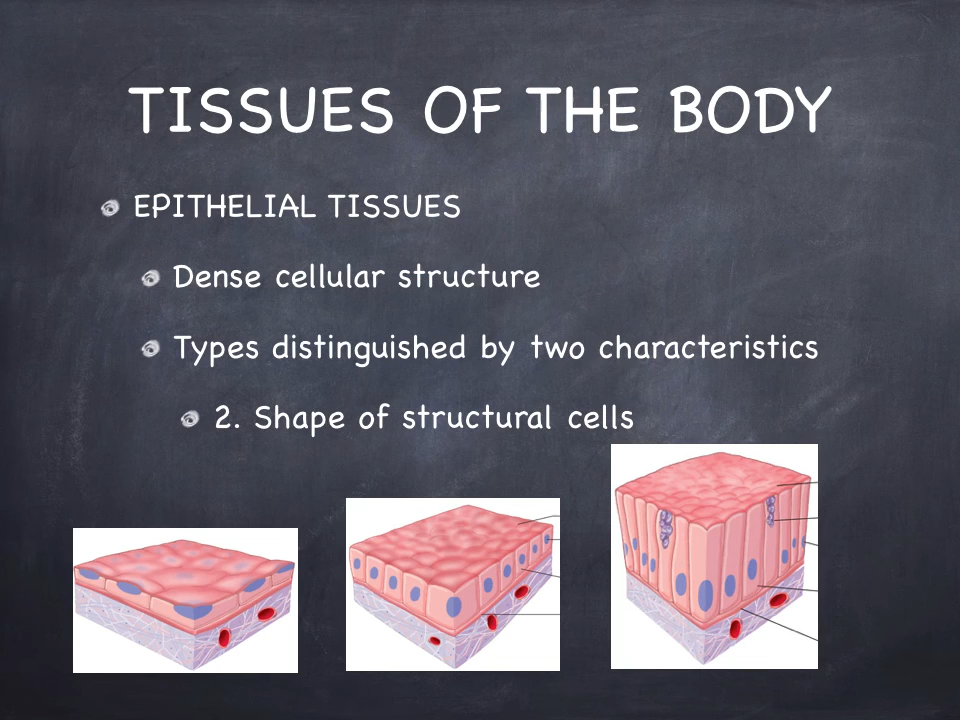 TISSUES OF THE BODY
EPITHELIAL TISSUES
Dense cellular structure
Types distinguished by two characteristics
2. Shape of structural cells